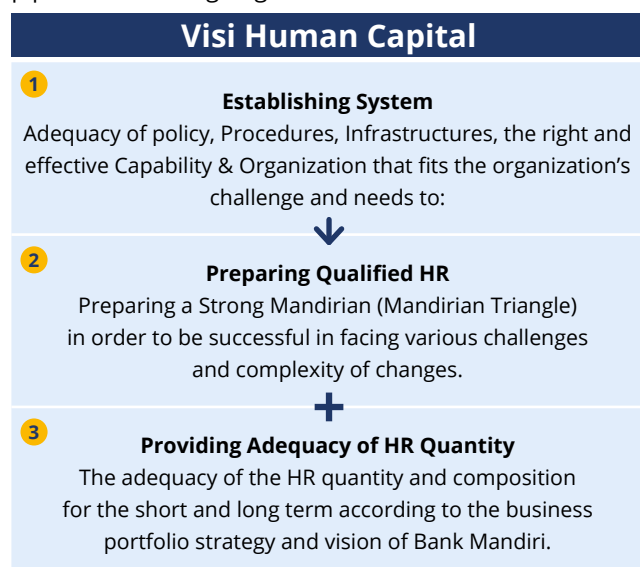 Visi Human Capital
1
Establishing System
Adequacy of policy, Procedures, Infrastructures, the right and
effective Capability & Organization that fits the organization's
challenge and needs to:
2
Preparing Qualified HR
Preparing a Strong Mandirian (Mandirian Triangle)
in order to be successful in facing various challenges
and complexity of changes.
+
3
Providing Adequacy of HR Quantity
The adequacy of the HR quantity and composition
for the short and long term according to the business
portfolio strategy and vision of Bank Mandiri.